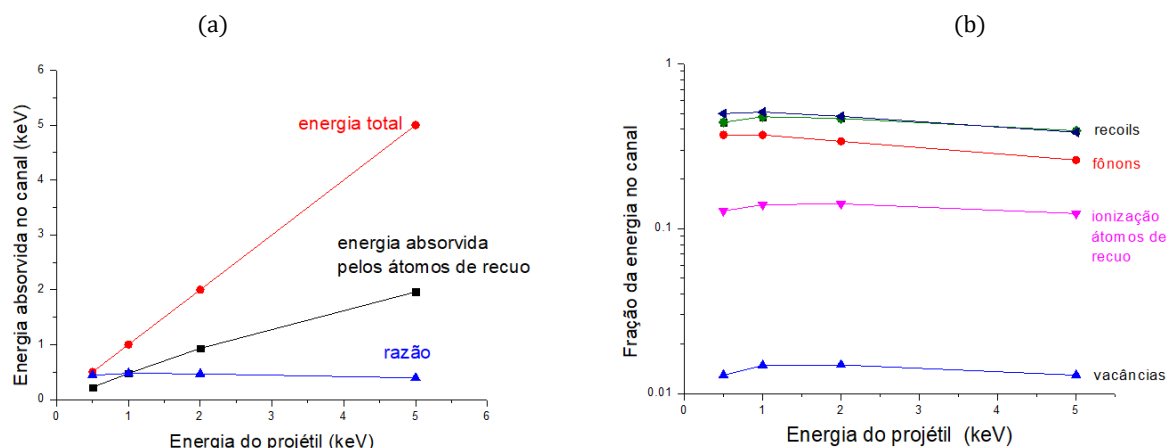 (a)
(b)
Energia absorvida no canal (keV)
6
5
4
3
2
1
0
energia total
energia absorvida
pelos átomos de recuo
razão
0
1
2
3
4
5
6
Energia do projétil (keV)
Fração da energia no canal
1
0.1
0.01
recoils
fônons
ionização
átomos de
recuo
vacâncias
0
1
2
3
4
5
Energia do projétil (keV)